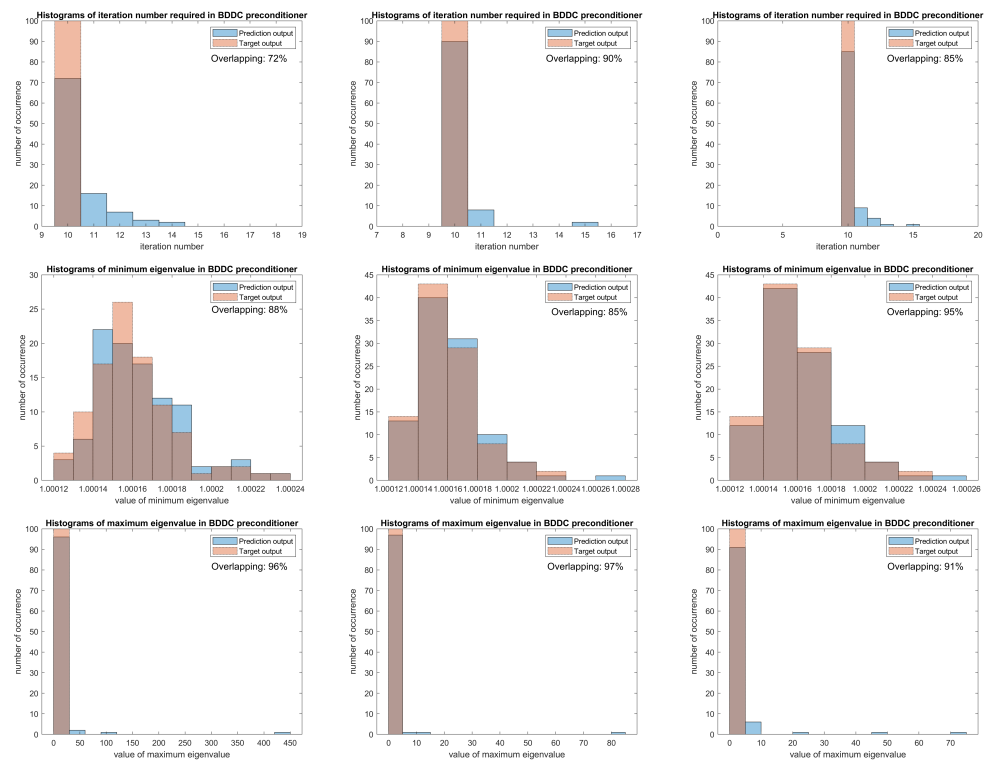 Histograms of iteration number required in BDDC preconditioner
number of occurrence
100
90
80
70
60
50
40
30
20
10
0
Prediction output
Target output
Overlapping: 72%
9 10 11 12 13 14 15 16 17 18 19
iteration number
Histograms of iteration number required in BDDC preconditioner
number of occurrence
100
90
80
70
60
50
40
30
20
10
0
Prediction output
Target output
Overlapping: 90%
7 8 9 10 11 12 13 14 15 16 17
iteration number
Histograms of iteration number required in BDDC preconditioner
number of occurrence
100
90
80
70
60
50
40
30
20
10
0
Prediction output
Target output
Overlapping: 85%
0 5 10 15 20
iteration number
Histograms of minimum eigenvalue in BDDC preconditioner
number of occurrence
30
25
20
15
10
5
0
Prediction output
Target output
Overlapping: 88%
1.00012 1.00014 1.00016 1.00018 1.0002 1.00022 1.00024
value of minimum eigenvalue
Histograms of minimum eigenvalue in BDDC preconditioner
number of occurrence
45
40
35
30
25
20
15
10
5
0
Prediction output
Target output
Overlapping: 85%
1.00012 1.00014 1.00016 1.00018 1.0002 1.00022 1.00024 1.00026 1.00028
value of minimum eigenvalue
Histograms of minimum eigenvalue in BDDC preconditioner
number of occurrence
45
40
35
30
25
20
15
10
5
0
Prediction output
Target output
Overlapping: 95%
1.00012 1.00014 1.00016 1.00018 1.0002 1.00022 1.00024 1.00026
value of minimum eigenvalue
Histograms of maximum eigenvalue in BDDC preconditioner
number of occurrence
100
90
80
70
60
50
40
30
20
10
0
Prediction output
Target output
Overlapping: 96%
0 50 100 150 200 250 300 350 400 450
value of maximum eigenvalue
Histograms of maximum eigenvalue in BDDC preconditioner
number of occurrence
100
90
80
70
60
50
40
30
20
10
0
Prediction output
Target output
Overlapping: 97%
0 10 20 30 40 50 60 70 80
value of maximum eigenvalue
Histograms of maximum eigenvalue in BDDC preconditioner
number of occurrence
100
90
80
70
60
50
40
30
20
10
0
Prediction output
Target output
Overlapping: 91%
0 10 20 30 40 50 60 70
value of maximum eigenvalue